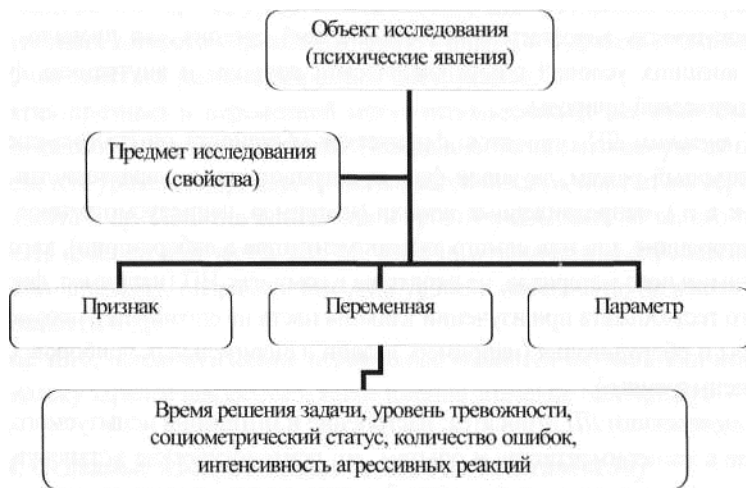 Объект исследования
(психические явления)
Предмет исследования
(свойства)
Признак
Переменная
Параметр
Время решения задачи, уровень тревожности,
социометрический статус, количество ошибок,
интенсивность агрессивных реакций